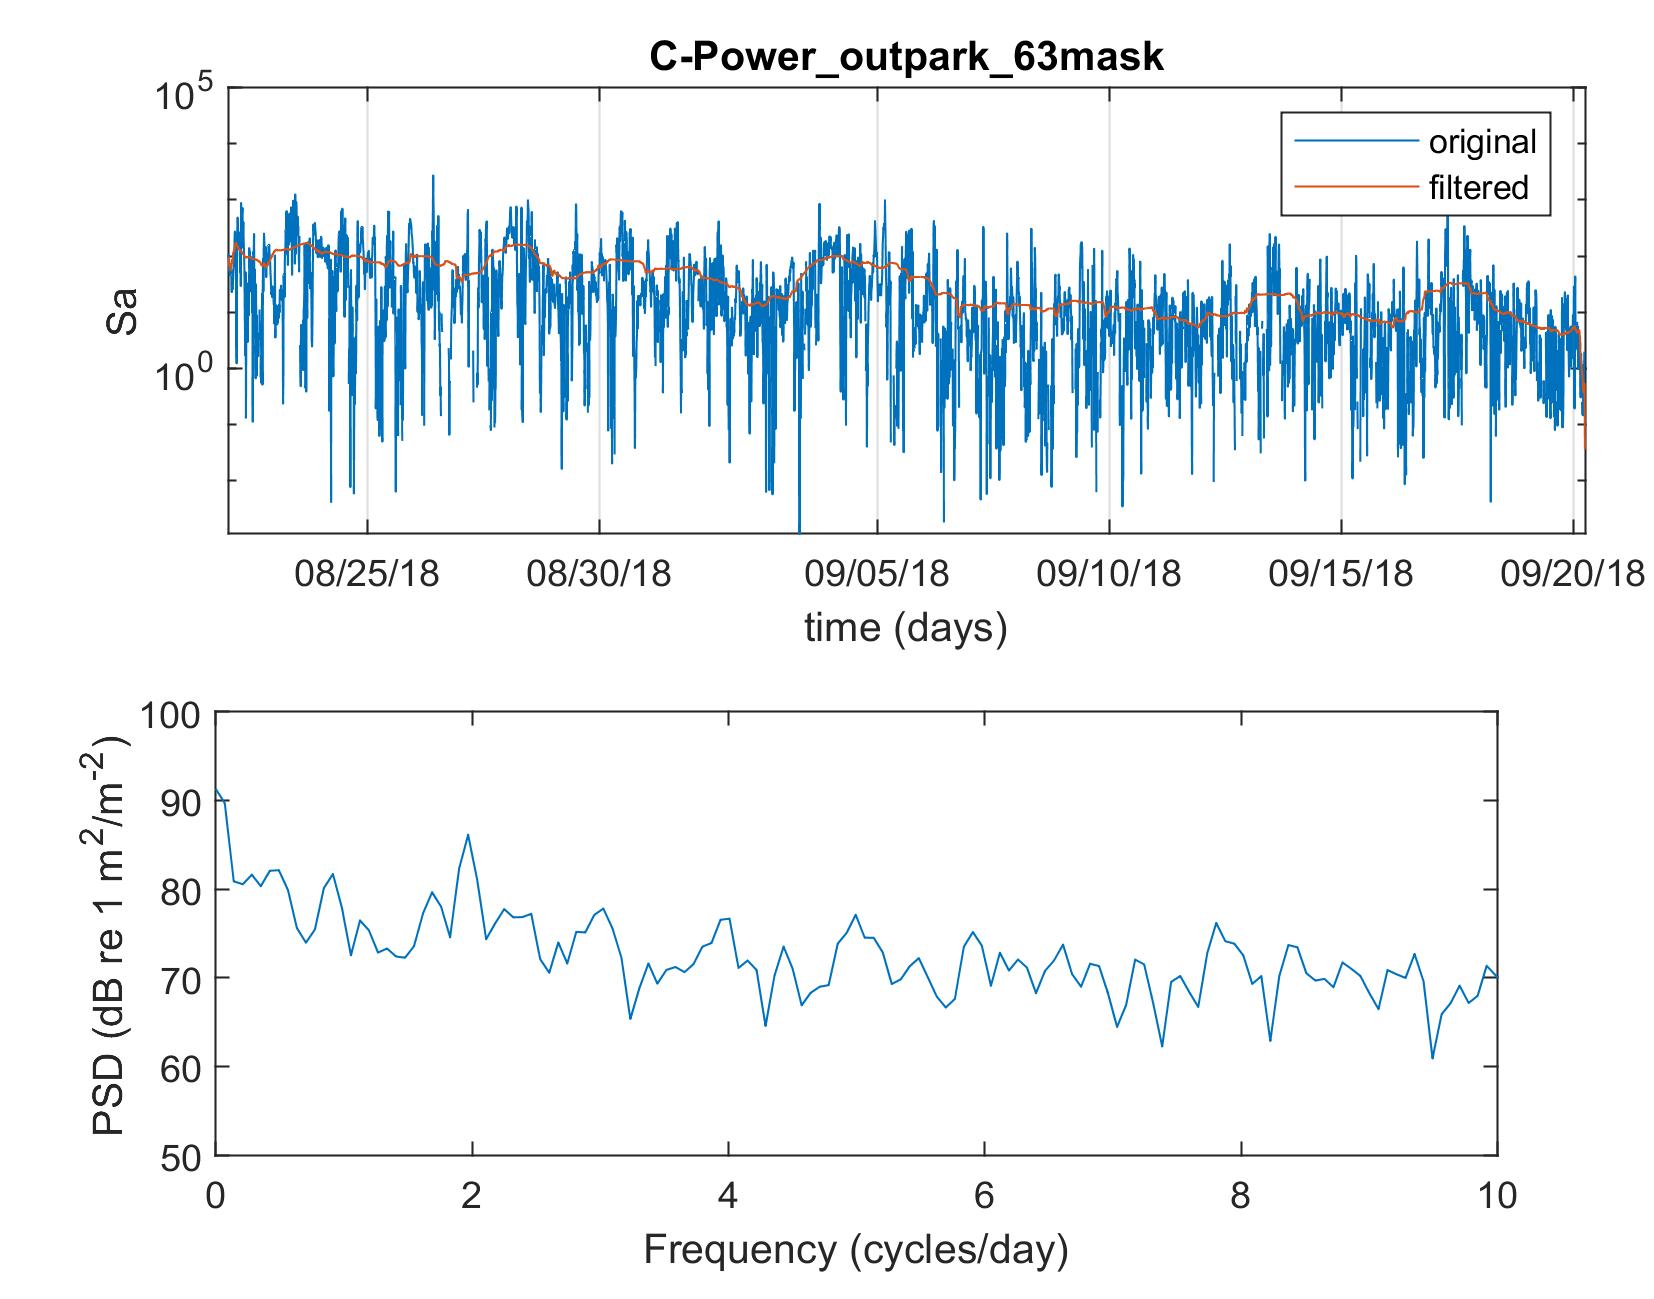 C-Power_outpark_63mask
10^5
original
filtered
Sa
10^0
08/25/18 08/30/18 09/05/18 09/10/18 09/15/18 09/20/18
time (days)
100
90
80
70
60
50
PSD (dB re 1 m^2/m^-2)
0 2 4 6 8 10
Frequency (cycles/day)